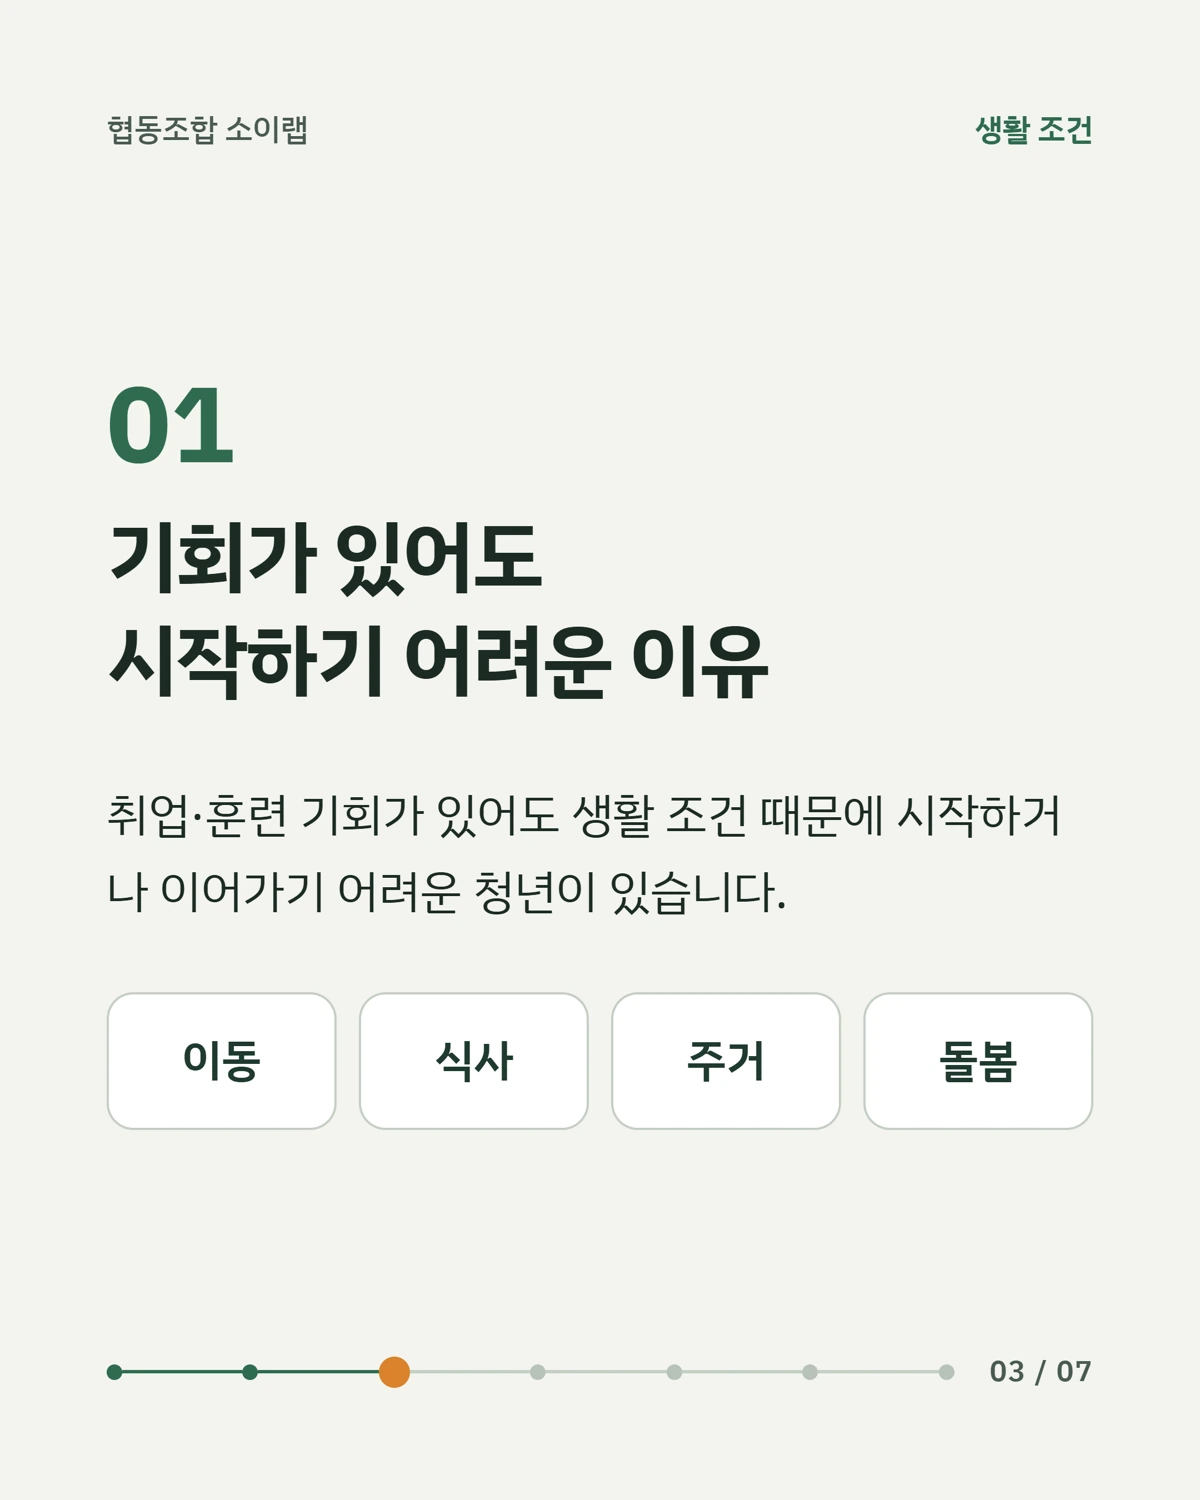 협동조합 소이랩
생활 조건
01
기회가 있어도
시작하기 어려운 이유
취업·훈련 기회가 있어도 생활 조건 때문에 시작하거
나 이어가기 어려운 청년이 있습니다.
이동
식사
주거
돌봄
03 / 07